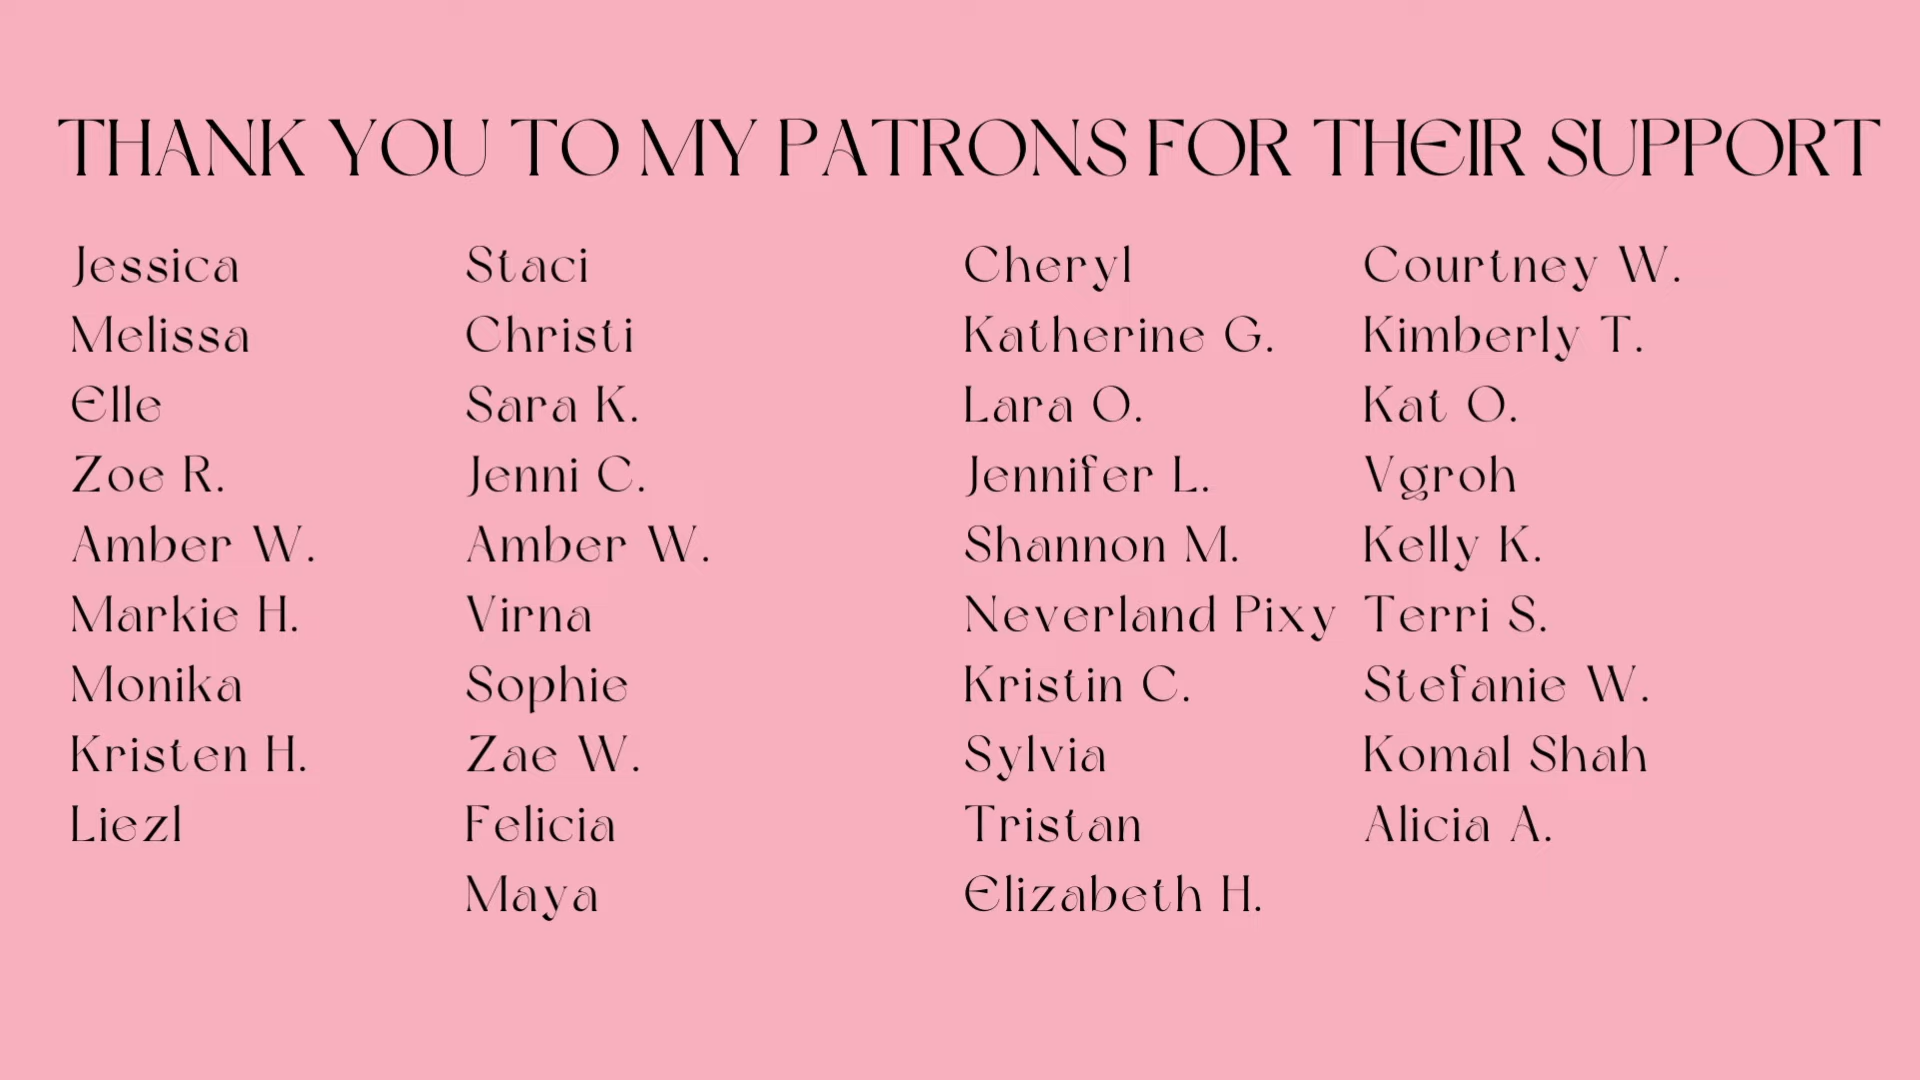 THANK YOU TO MY PATRONS FOR THEIR SUPPORT
Jessica
Melissa
Elle
Zoe R.
Amber W.
Markie H.
Monika
Kristen H.
Liezl
Staci
Christi
Sara K.
Jenni C.
Amber W.
Virna
Sophie
Zae W.
Felicia
Maya
Cheryl
Katherine G.
Lara O.
Jennifer L.
Shannon M.
Neverland Pixy
Kristin C.
Sylvia
Tristan
Elizabeth H.
Courtney W.
Kimberly T.
Kat O.
Vgroh
Kelly K.
Terri S.
Stefanie W.
Komal Shah
Alicia A.